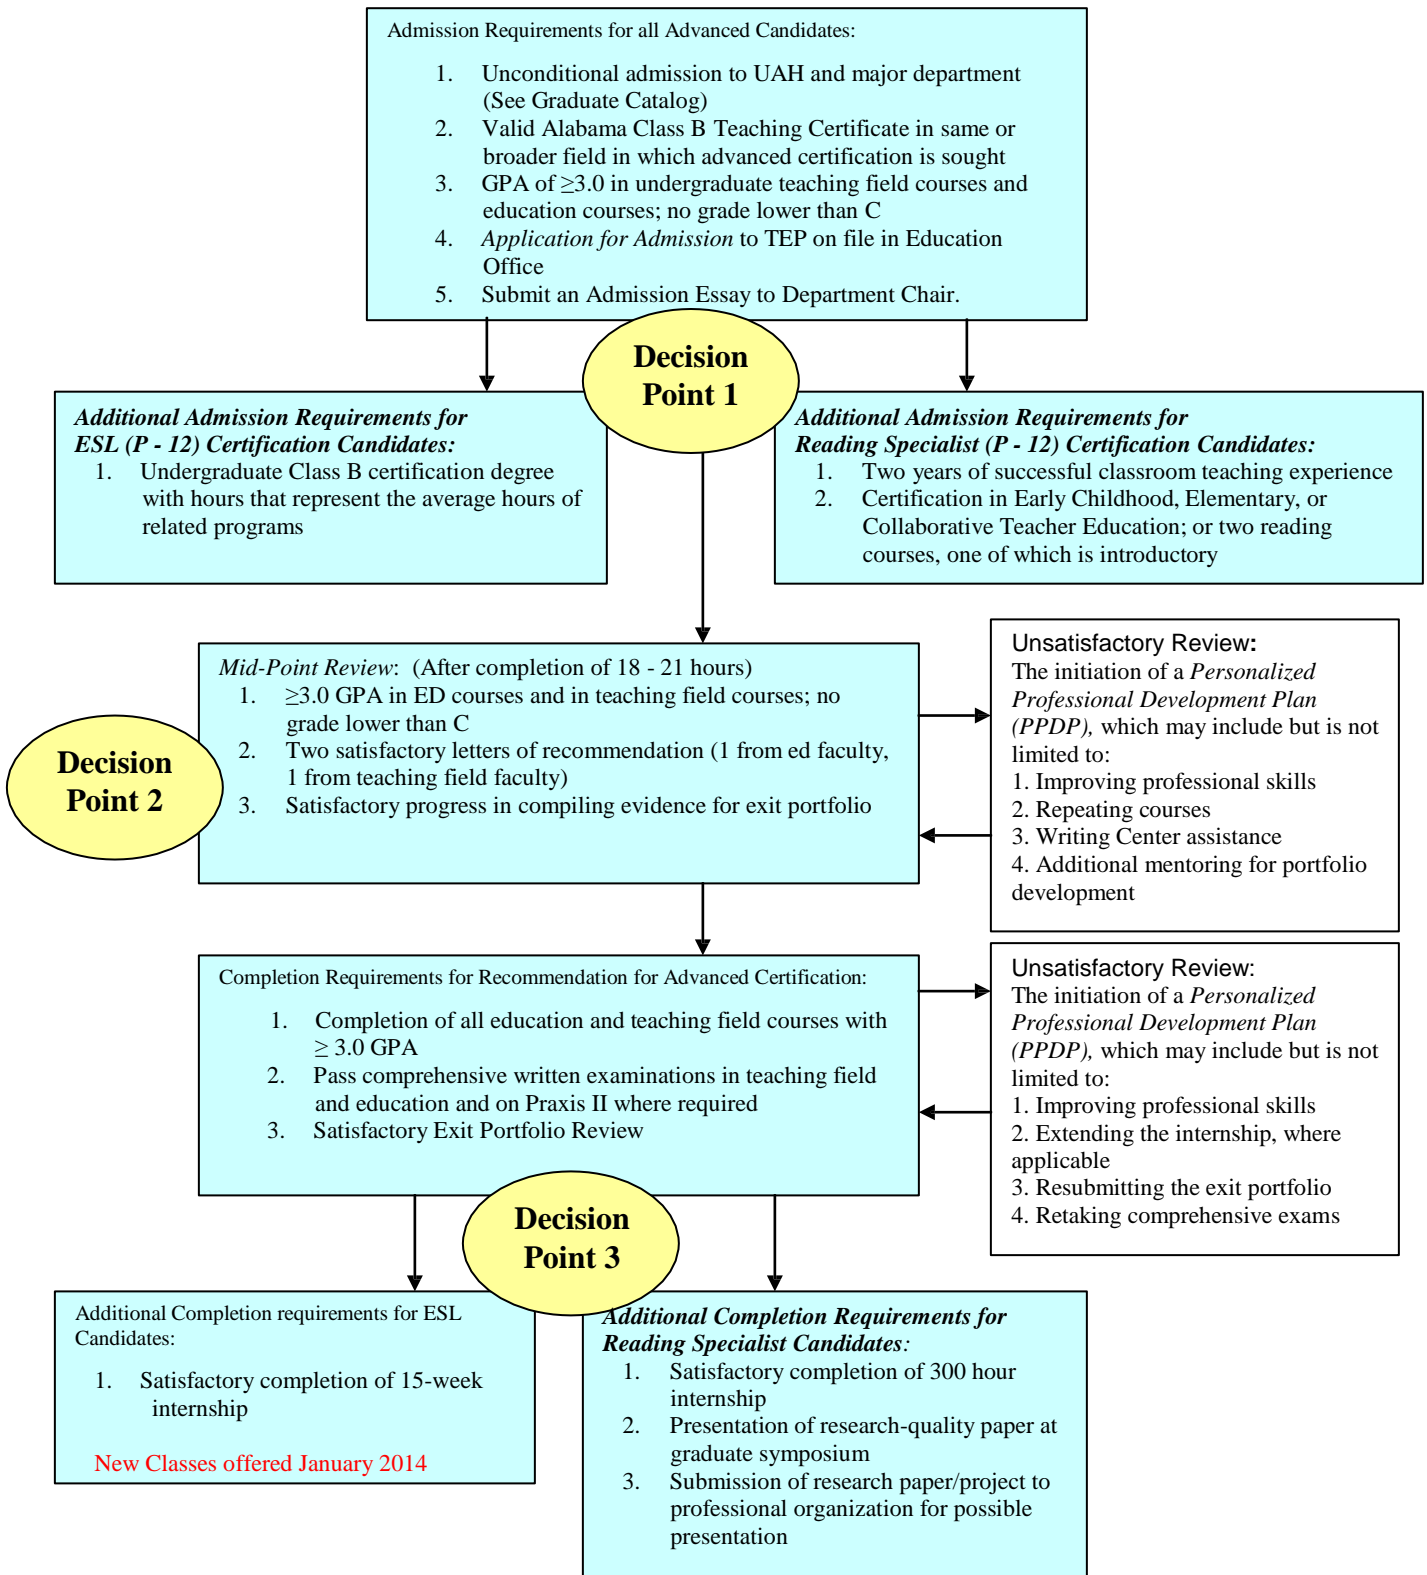 Admission Requirements for all Advanced Candidates:
1. Unconditional admission to UAH and major department
(See Graduate Catalog)
2. Valid Alabama Class B Teaching Certificate in same or
broader field in which advanced certification is sought
3. GPA of ≥3.0 in undergraduate teaching field courses and
education courses; no grade lower than C
4. Application for Admission to TEP on file in Education
Office
5. Submit an Admission Essay to Department Chair.
Decision
Point 1
Additional Admission Requirements for
ESL (P - 12) Certification Candidates:
1. Undergraduate Class B certification degree
with hours that represent the average hours of
related programs
Additional Admission Requirements for
Reading Specialist (P - 12) Certification Candidates:
1. Two years of successful classroom teaching experience
2. Certification in Early Childhood, Elementary, or
Collaborative Teacher Education; or two reading
courses, one of which is introductory
Mid-Point Review: (After completion of 18 - 21 hours)
1. ≥3.0 GPA in ED courses and in teaching field courses; no
grade lower than C
2. Two satisfactory letters of recommendation (1 from ed faculty,
1 from teaching field faculty)
3. Satisfactory progress in compiling evidence for exit portfolio
Decision
Point 2
Unsatisfactory Review:
The initiation of a Personalized
Professional Development Plan
(PPDP), which may include but is not
limited to:
1. Improving professional skills
2. Repeating courses
3. Writing Center assistance
4. Additional mentoring for portfolio
development
Completion Requirements for Recommendation for Advanced Certification:
1. Completion of all education and teaching field courses with
≥ 3.0 GPA
2. Pass comprehensive written examinations in teaching field
and education and on Praxis II where required
3. Satisfactory Exit Portfolio Review
Unsatisfactory Review:
The initiation of a Personalized
Professional Development Plan
(PPDP), which may include but is not
limited to:
1. Improving professional skills
2. Extending the internship, where
applicable
3. Resubmitting the exit portfolio
4. Retaking comprehensive exams
Decision
Point 3
Additional Completion requirements for ESL
Candidates:
1. Satisfactory completion of 15-week
internship
New Classes offered January 2014
Additional Completion Requirements for
Reading Specialist Candidates:
1. Satisfactory completion of 300 hour
internship
2. Presentation of research-quality paper at
graduate symposium
3. Submission of research paper/project to
professional organization for possible
presentation